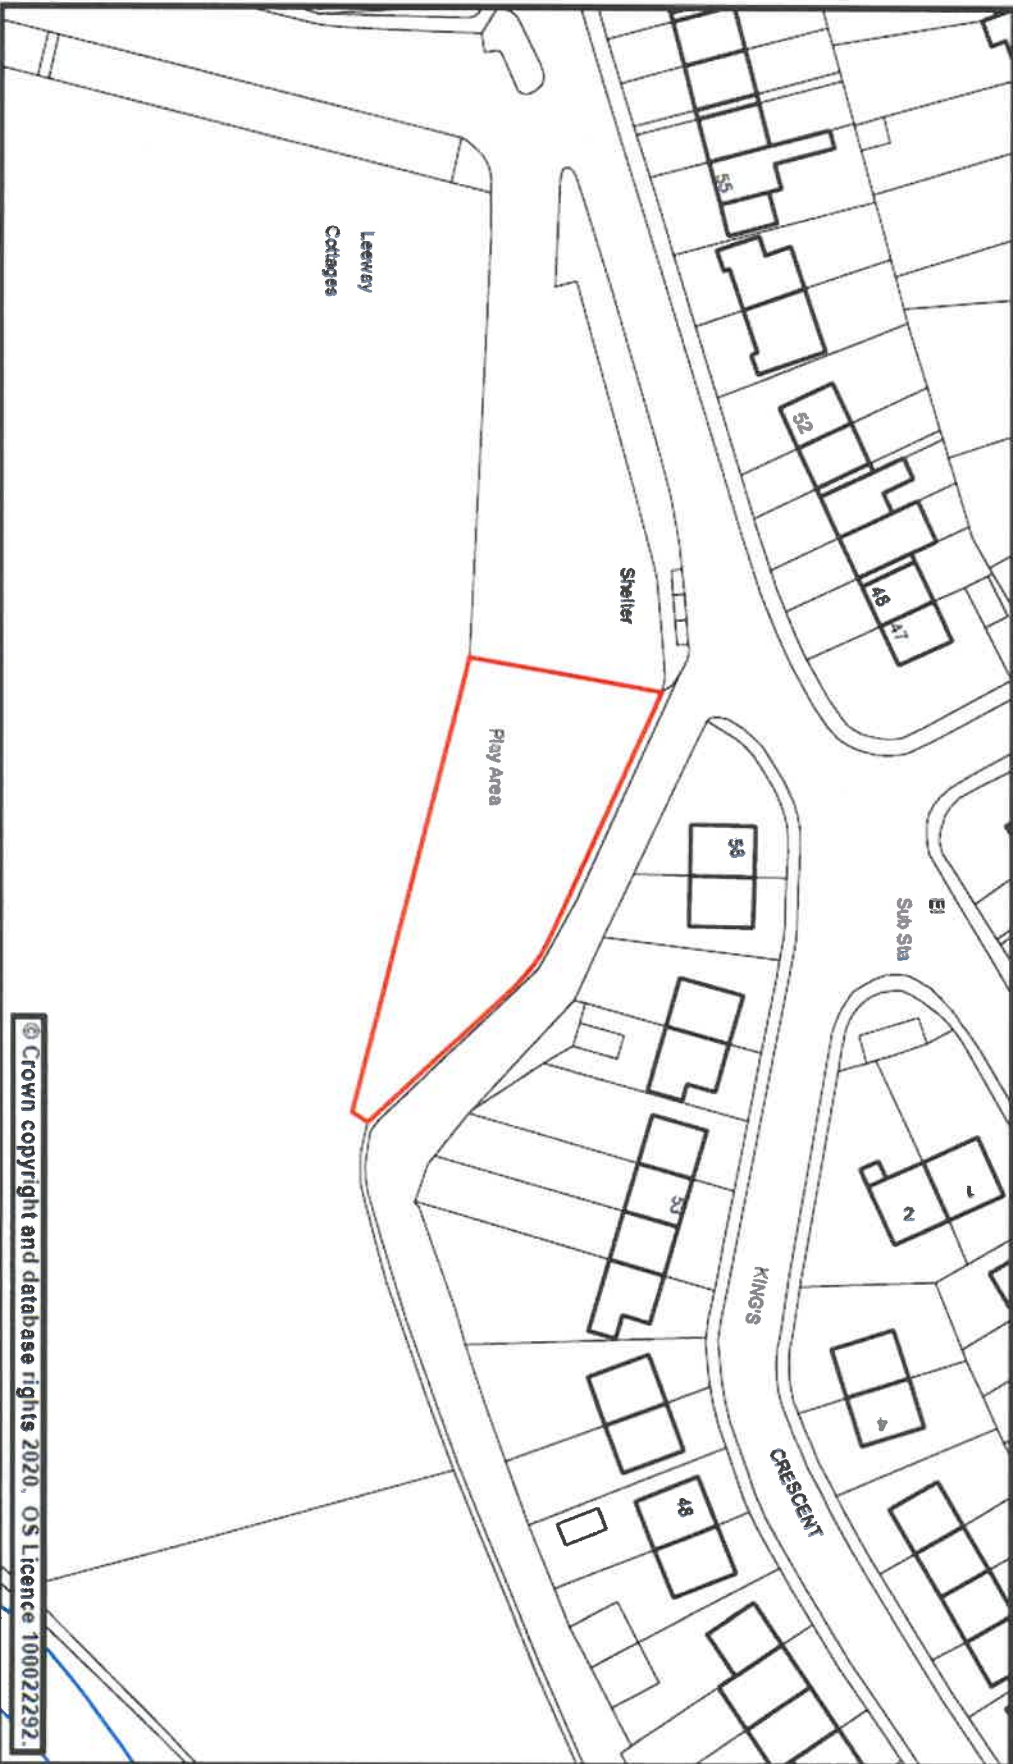 55
52
48
47
Leeway
Cottages
Shelter
Play Area
58
El
Sub Sta
53
1
2
KING'S
CRESCENT
4
48
© Crown copyright and database rights 2020. OS Licence 100022292.